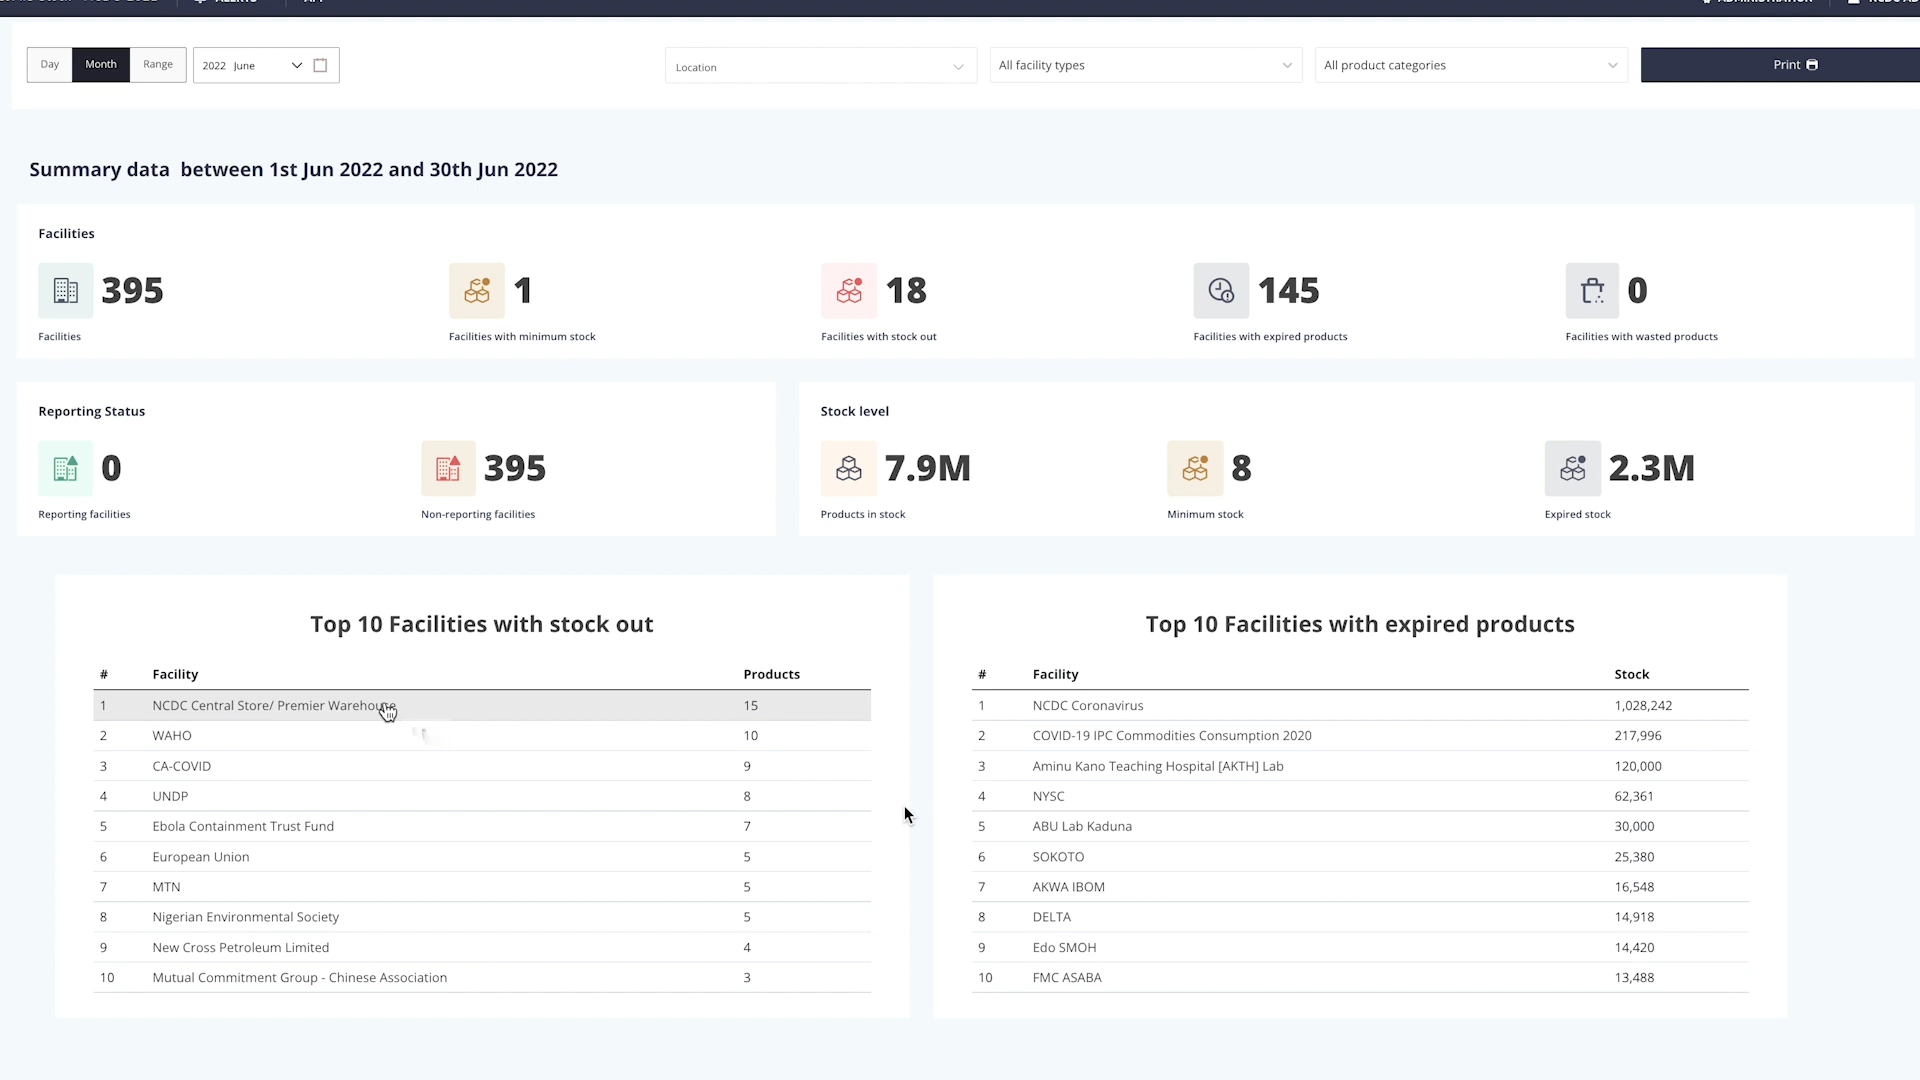 ALERTS
API
ADMINISTRATION
Day Month Range 2022 June Location All facility types All product categories Print
Summary data between 1st Jun 2022 and 30th Jun 2022
Facilities
395 1 18 145 0
Facilities Facilities with minimum stock Facilities with stock out Facilities with expired products Facilities with wasted products
Reporting Status
0 395
Reporting facilities Non-reporting facilities
Stock level
7.9M 8 2.3M
Products in stock Minimum stock Expired stock
Top 10 Facilities with stock out
# Facility Products
1 NCDC Central Store/ Premier Warehouse 15
2 WAHO 10
3 CA-COVID 9
4 UNDP 8
5 Ebola Containment Trust Fund 7
6 European Union 5
7 MTN 5
8 Nigerian Environmental Society 5
9 New Cross Petroleum Limited 4
10 Mutual Commitment Group - Chinese Association 3
Top 10 Facilities with expired products
# Facility Stock
1 NCDC Coronavirus 1,028,242
2 COVID-19 IPC Commodities Consumption 2020 217,996
3 Aminu Kano Teaching Hospital [AKTH] Lab 120,000
4 NYSC 62,361
5 ABU Lab Kaduna 30,000
6 SOKOTO 25,380
7 AKWA IBOM 16,548
8 DELTA 14,918
9 Edo SMOH 14,420
10 FMC ASABA 13,488